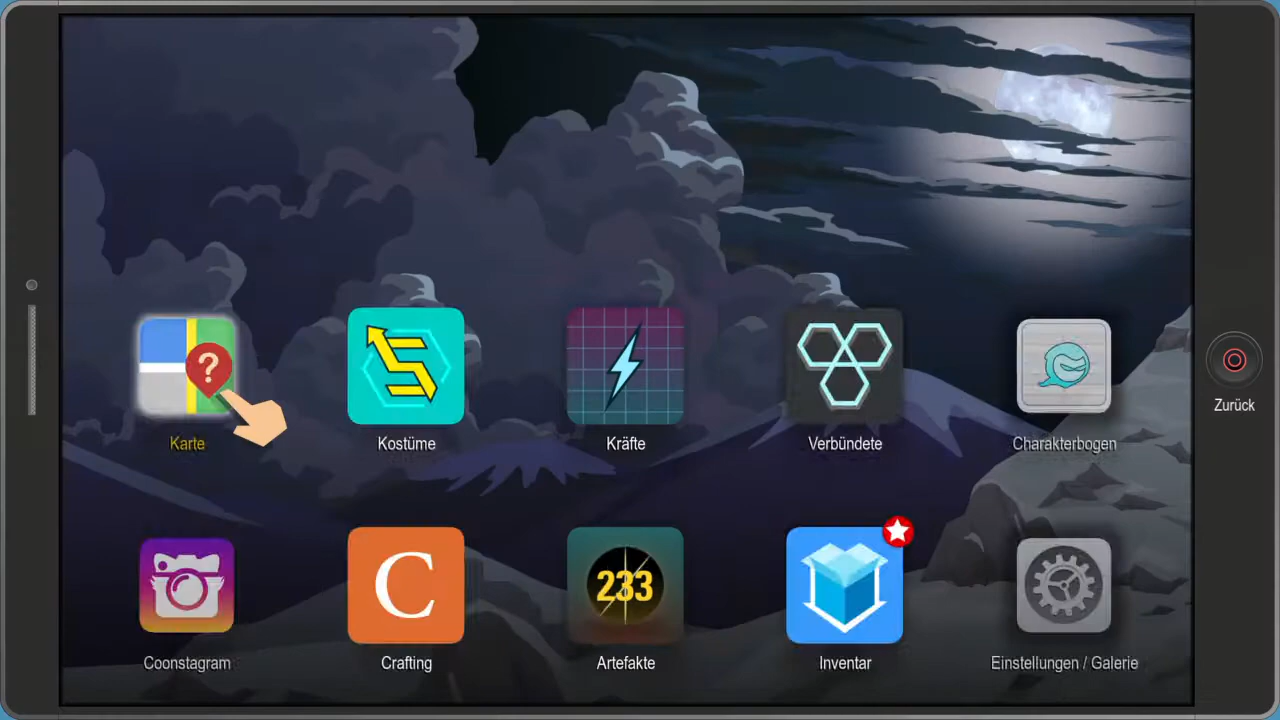 ?
Karte
Kostüme
Kräfte
Verbündete
Charakterbogen
Zurück
C
233
Coonstagram
Crafting
Artefakte
Inventar
Einstellungen / Galerie